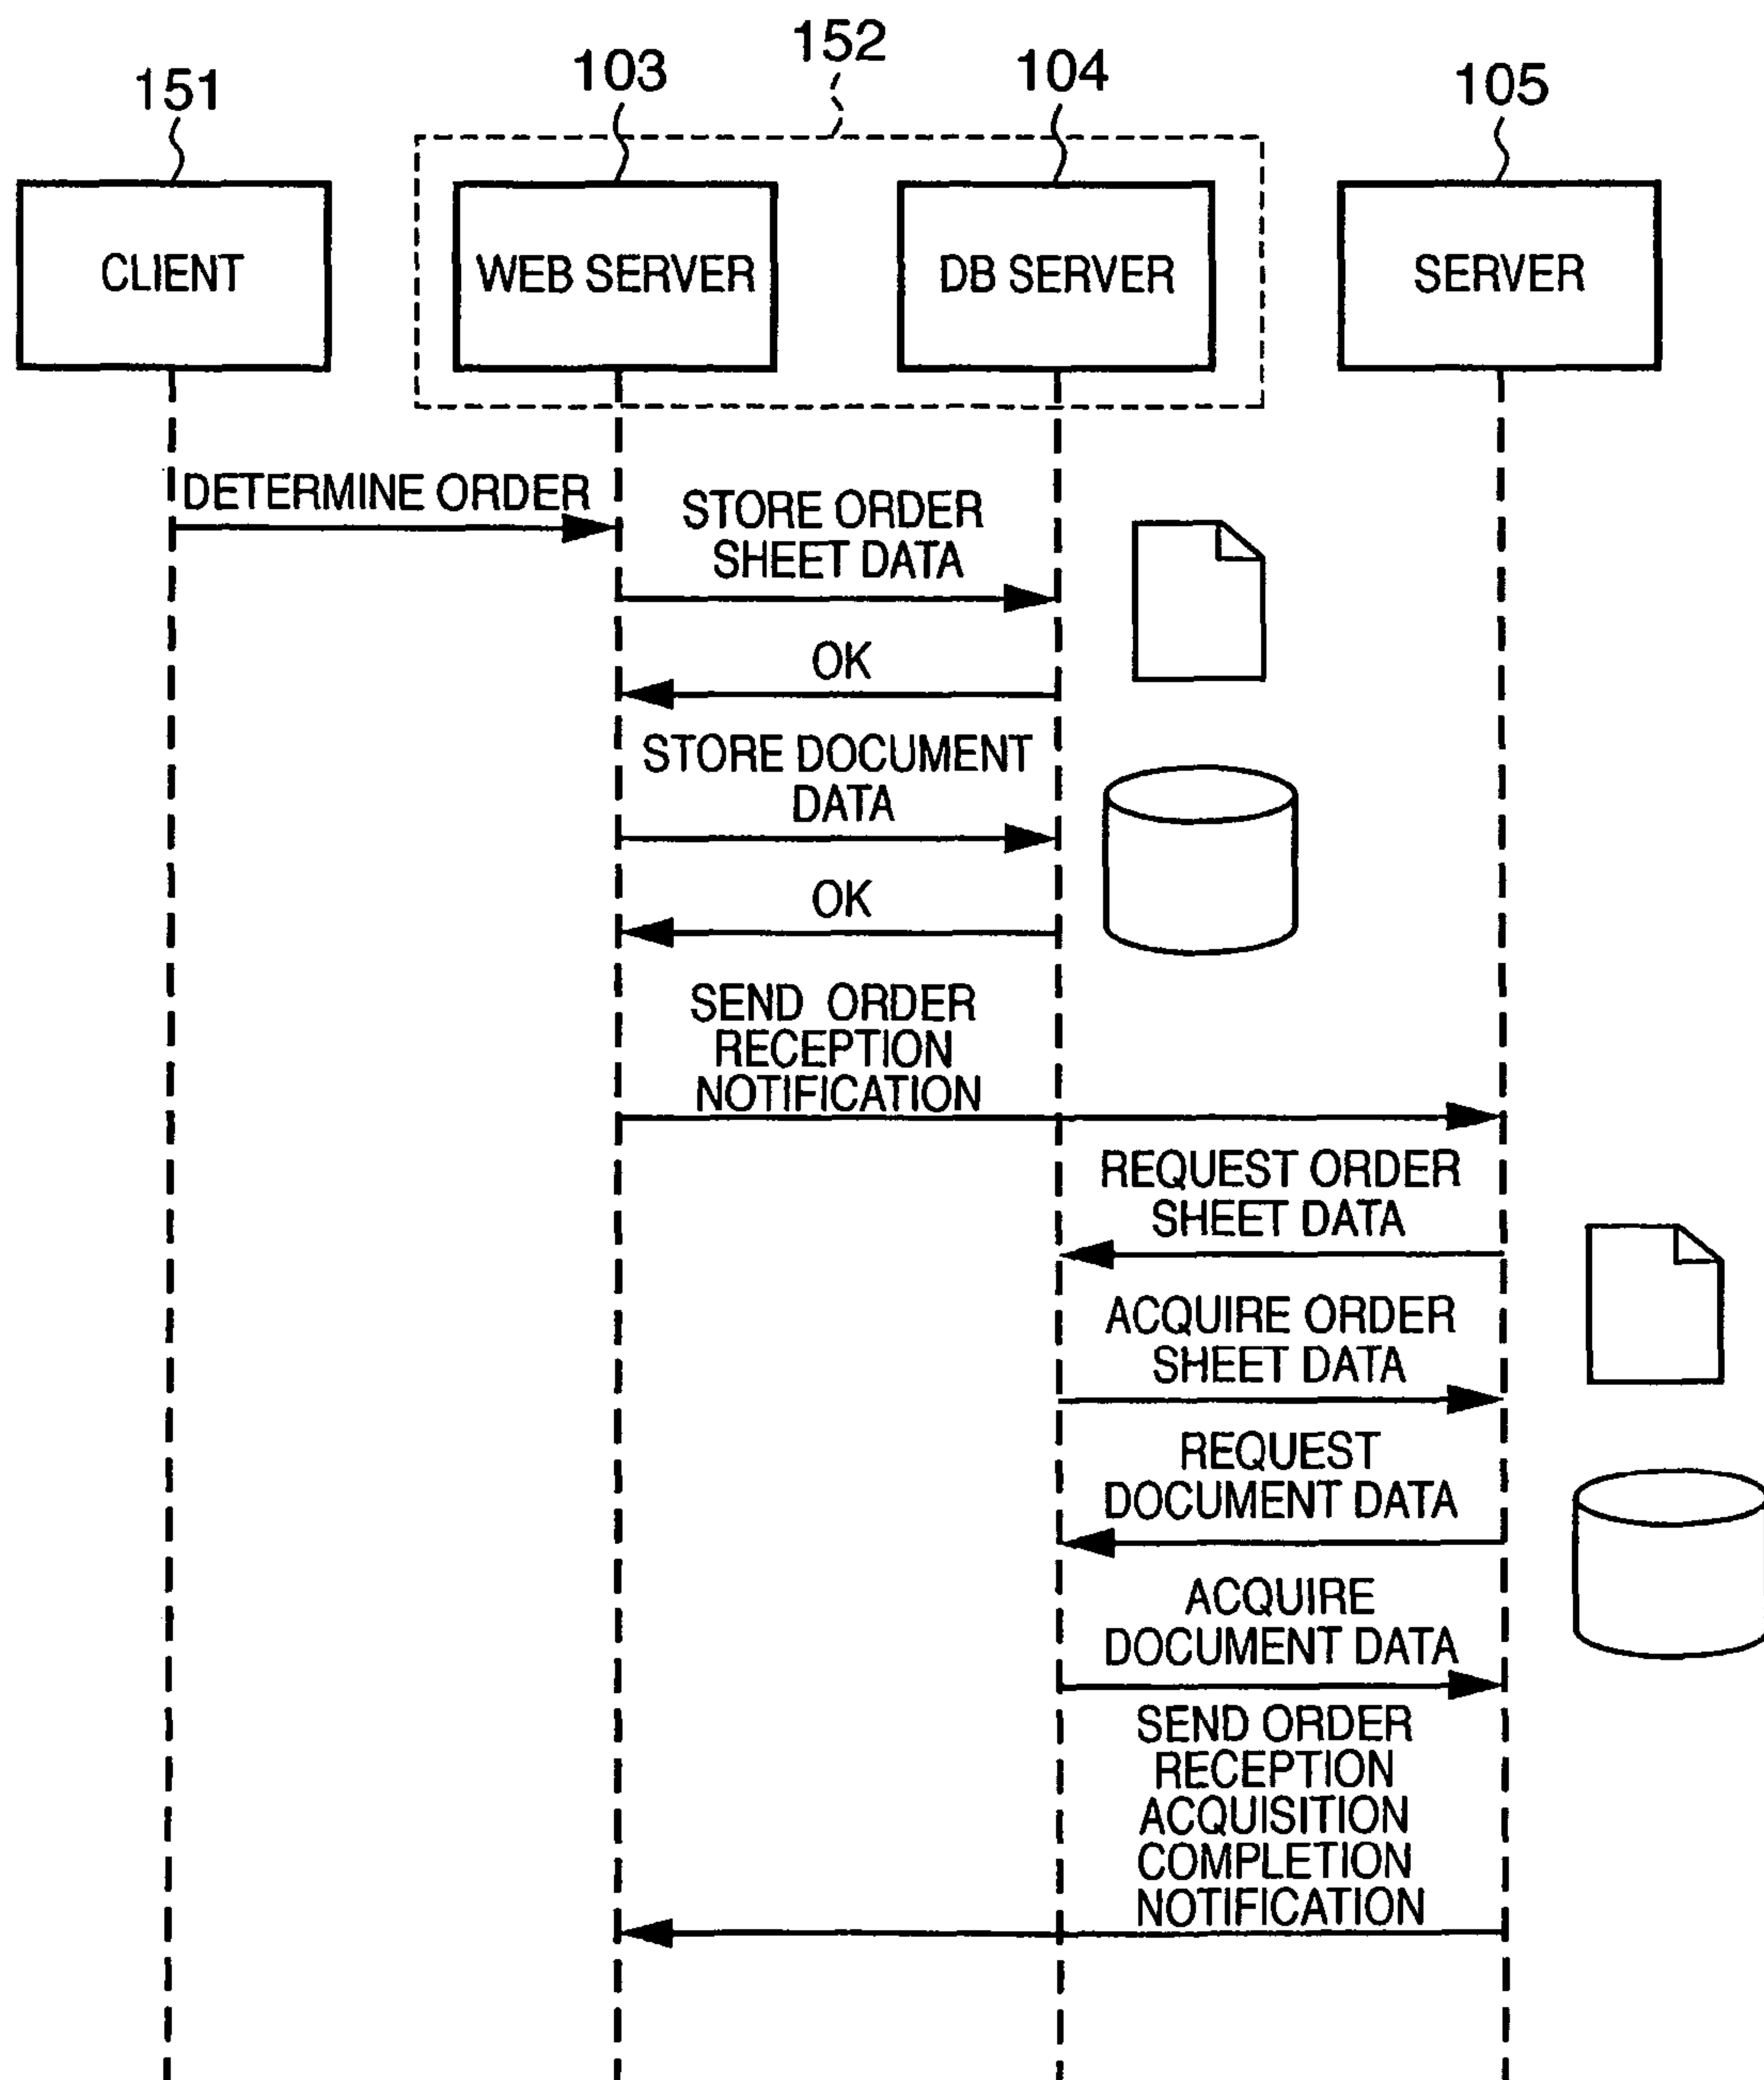 152
103
104
151
105
CLIENT
WEB SERVER
DB SERVER
SERVER
DETERMINE ORDER
STORE ORDER
SHEET DATA
OK
STORE DOCUMENT
DATA
OK
SEND ORDER
RECEPTION
NOTIFICATION
REQUEST ORDER
SHEET DATA
ACQUIRE ORDER
SHEET DATA
REQUEST
DOCUMENT DATA
ACQUIRE
DOCUMENT DATA
SEND ORDER
RECEPTION
ACQUISITION
COMPLETION
NOTIFICATION